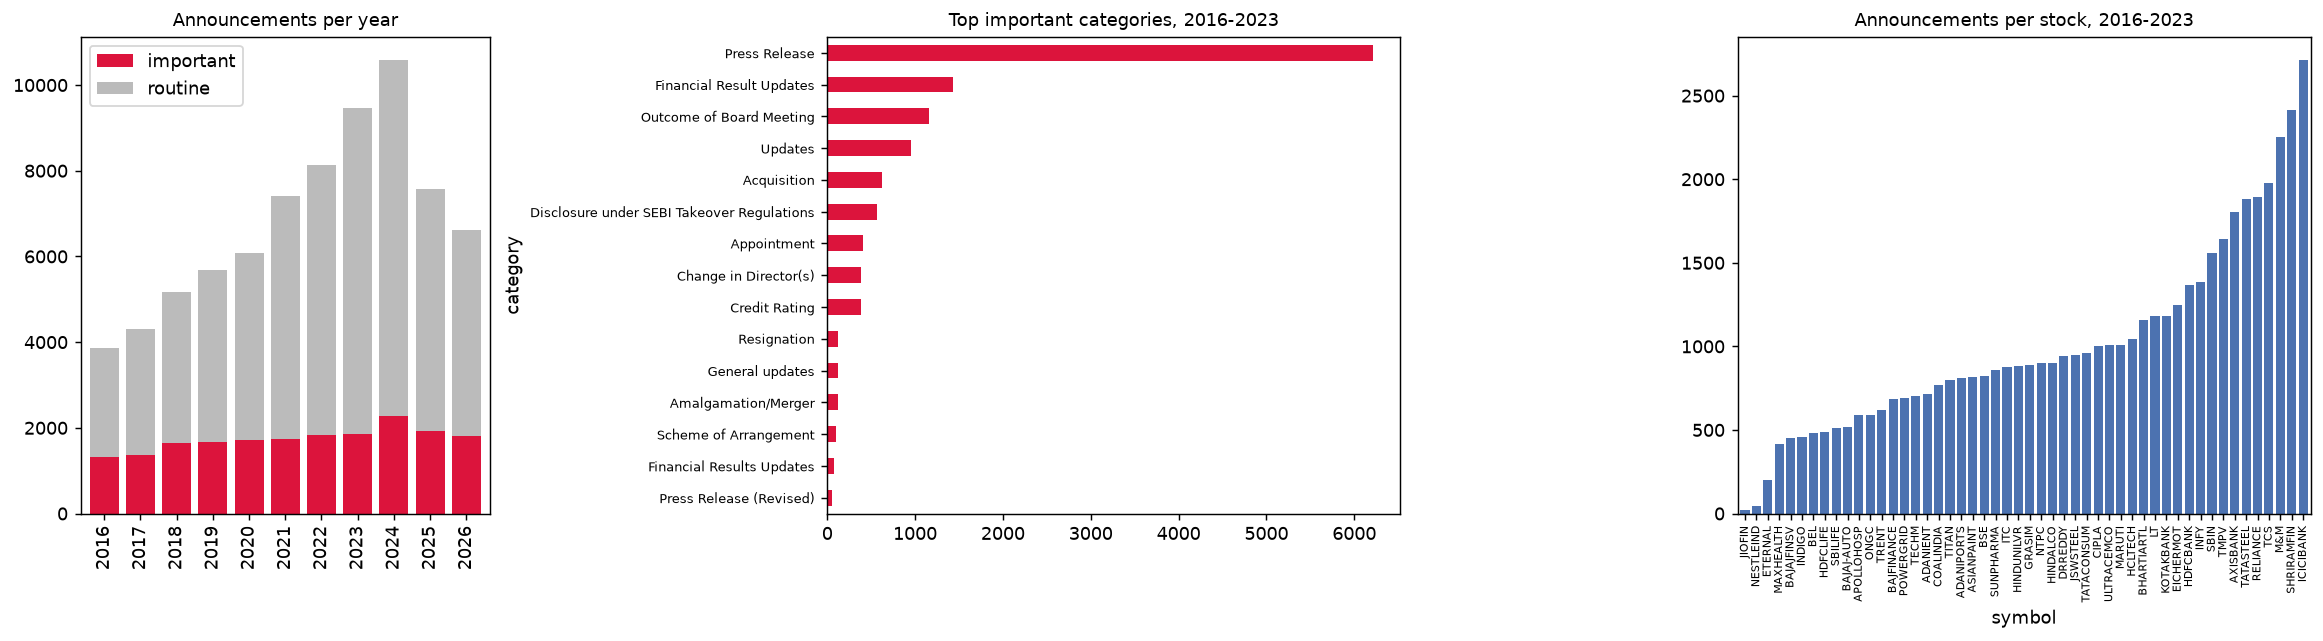 Announcements per year
important
routine
10000
8000
6000
4000
2000
0
2016
2017
2018
2019
2020
2021
2022
2023
2024
2025
2026
Top important categories, 2016-2023
category
Press Release
Financial Result Updates
Outcome of Board Meeting
Updates
Acquisition
Disclosure under SEBI Takeover Regulations
Appointment
Change in Director(s)
Credit Rating
Resignation
General updates
Amalgamation/Merger
Scheme of Arrangement
Financial Results Updates
Press Release (Revised)
0
1000
2000
3000
4000
5000
6000
Announcements per stock, 2016-2023
2500
2000
1500
1000
500
0
JIOFIN
NESTLEIND
ETERNAL
MAXHEALTH
BAJAJFINSV
INDIGO
BEL
HDFCLIFE
SBILIFE
BAJAJ-AUTO
APOLLOHOSP
ONGC
TRENT
BAJFINANCE
POWERGRID
TECHM
ADANIENT
COALINDIA
TITAN
ADANIPORTS
ASIANPAINT
BSE
SUNPHARMA
ITC
HINDUNILVR
GRASIM
NTPC
HINDALCO
DRREDDY
JSWSTEEL
TATACONSUM
CIPLA
ULTRACEMCO
MARUTI
HCLTECH
BHARTIARTL
LT
KOTAKBANK
EICHERMOT
HDFCBANK
INFY
SBIN
TMPV
AXISBANK
TATASTEEL
RELIANCE
TCS
M&M
SHRIRAMFIN
ICICIBANK
symbol